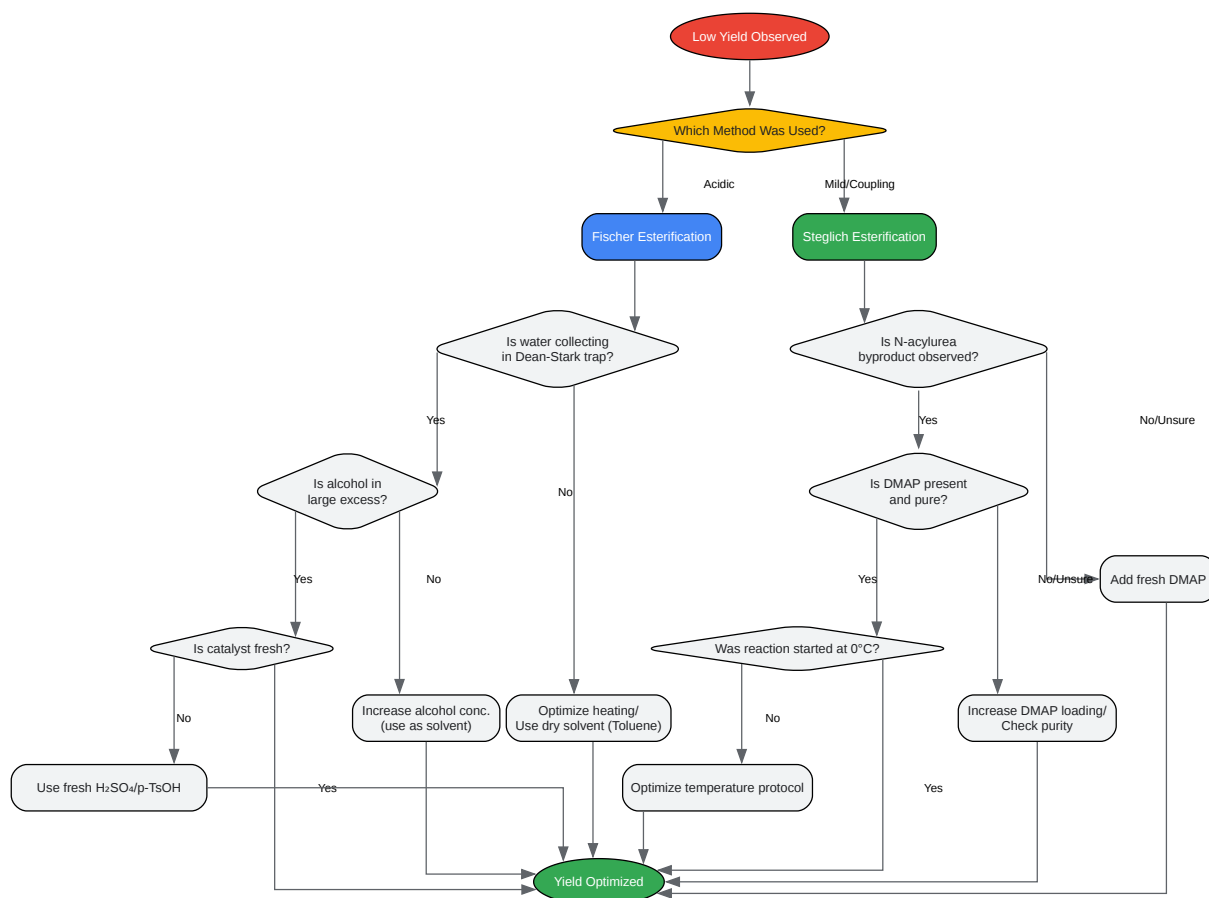 Low Yield Observed
Which Method Was Used?
Acidic
Mild/Coupling
Fischer Esterification
Steglich Esterification
Is water collecting
in Dean-Stark trap?
Is N-acylurea
byproduct observed?
Yes
Yes
No/Unsure
Is alcohol in
large excess?
No
Is DMAP present
and pure?
Yes
No
Yes
No/Unsure
Add fresh DMAP
Is catalyst fresh?
Was reaction started at 0°C?
No
Increase alcohol conc.
(use as solvent)
Optimize heating/
Use dry solvent (Toluene)
No
Increase DMAP loading/
Check purity
Use fresh H₂SO₄/p-TsOH
Yes
Optimize temperature protocol
Yes
Yield Optimized